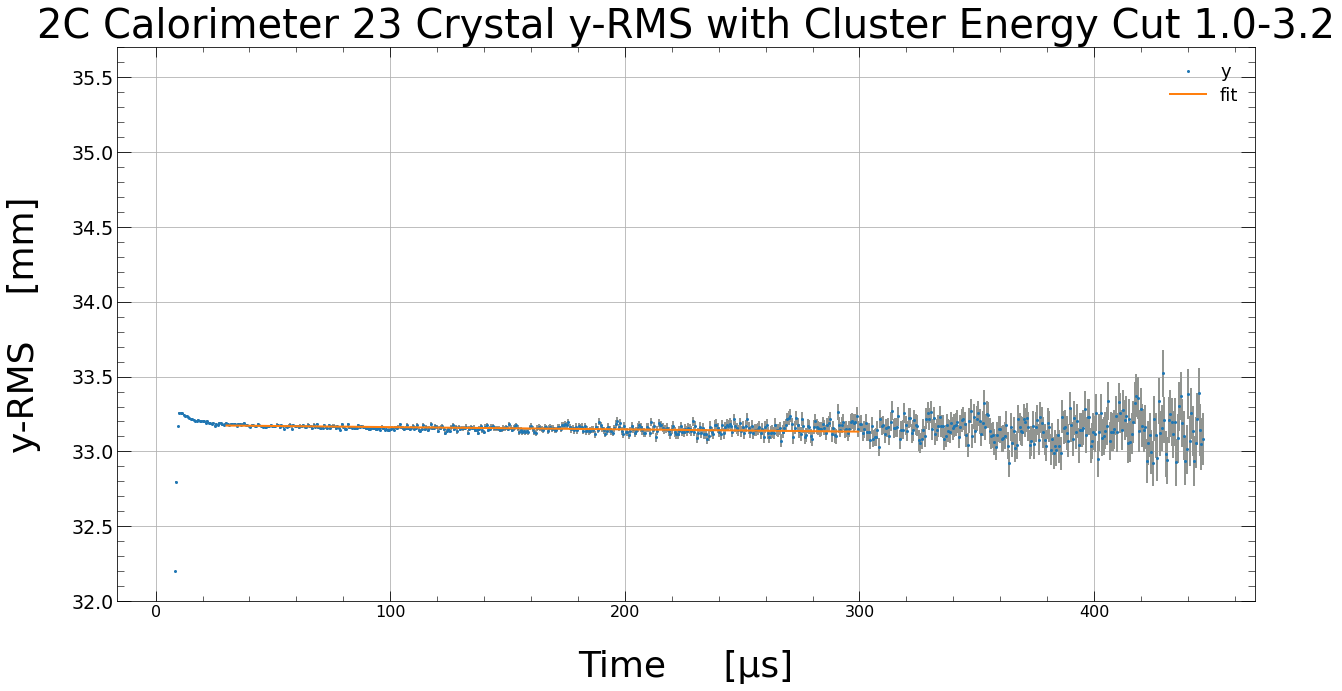 2C Calorimeter 23 Crystal y-RMS with Cluster Energy Cut 1.0-3.2
y
fit
35.5
35.0
34.5
34.0
33.5
33.0
32.5
32.0
y-RMS [mm]
0 100 200 300 400
Time [μs]